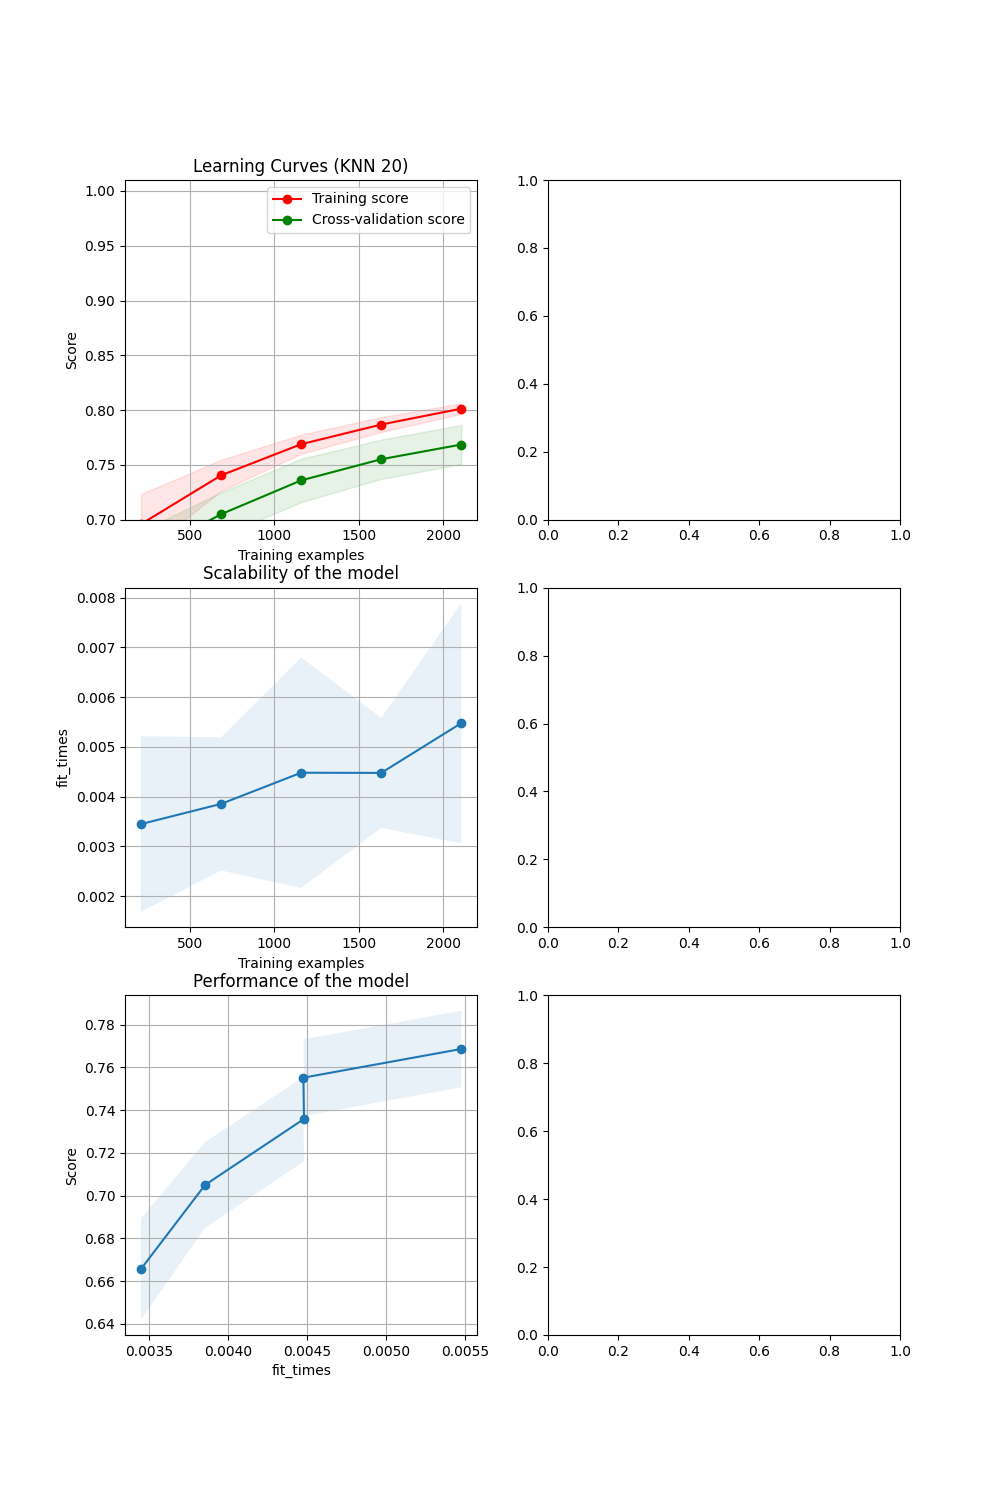 Learning Curves (KNN 20)
Training score
Cross-validation score
1.00
0.95
0.90
0.85
0.80
0.75
0.70
Score
500 1000 1500 2000
Training examples
1.0
0.8
0.6
0.4
0.2
0.0
0.0 0.2 0.4 0.6 0.8 1.0
Scalability of the model
0.008
0.007
0.006
0.005
0.004
0.003
0.002
fit_times
500 1000 1500 2000
Training examples
1.0
0.8
0.6
0.4
0.2
0.0
0.0 0.2 0.4 0.6 0.8 1.0
Performance of the model
0.78
0.76
0.74
0.72
0.70
0.68
0.66
0.64
Score
0.0035 0.0040 0.0045 0.0050 0.0055
fit_times
1.0
0.8
0.6
0.4
0.2
0.0
0.0 0.2 0.4 0.6 0.8 1.0